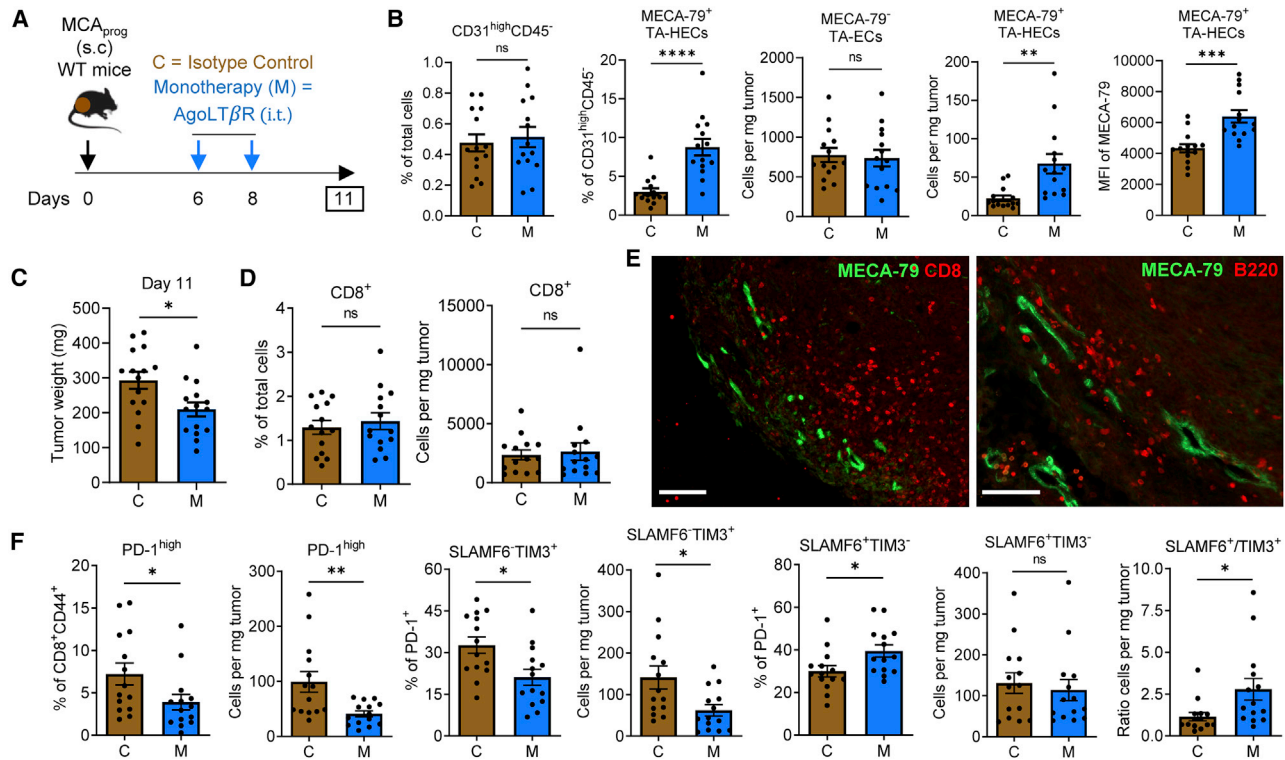 A
MCAprog
(s.c)
WT mice
C = Isotype Control
Monotherapy (M) =
AgoLTβR (i.t.)
Days 0 6 8 11
B
CD31highCD45-
ns
% of total cells
0.0
0.2
0.4
0.6
0.8
1.0
C M
MECA-79+
TA-HECs
****
% of CD31highCD45-
0
5
10
15
20
C M
MECA-79-
TA-ECs
ns
Cells per mg tumor
0
500
1000
1500
2000
C M
MECA-79+
TA-HECs
**
Cells per mg tumor
0
50
100
150
200
C M
MECA-79+
TA-HECs
***
MFI of MECA-79
0
2000
4000
6000
8000
10000
C M
C
Day 11
*
Tumor weight (mg)
0
100
200
300
400
500
C M
D
CD8+
ns
% of total cells
0
1
2
3
4
C M
CD8+
ns
Cells per mg tumor
0
5000
10000
15000
C M
E
MECA-79 CD8
MECA-79 B220
F
PD-1high
*
% of CD8+CD44+
0
5
10
15
20
C M
PD-1high
**
Cells per mg tumor
0
100
200
300
C M
SLAMF6-TIM3+
*
% of PD-1+
0
15
30
45
60
C M
SLAMF6-TIM3+
*
Cells per mg tumor
0
100
200
300
400
C M
SLAMF6+TIM3-
*
% of PD-1+
0
20
40
60
80
C M
SLAMF6+TIM3-
ns
Cells per mg tumor
0
100
200
300
400
C M
SLAMF6+/TIM3+
*
Ratio cells per mg tumor
0.0
2.5
5.0
7.5
10.0
C M